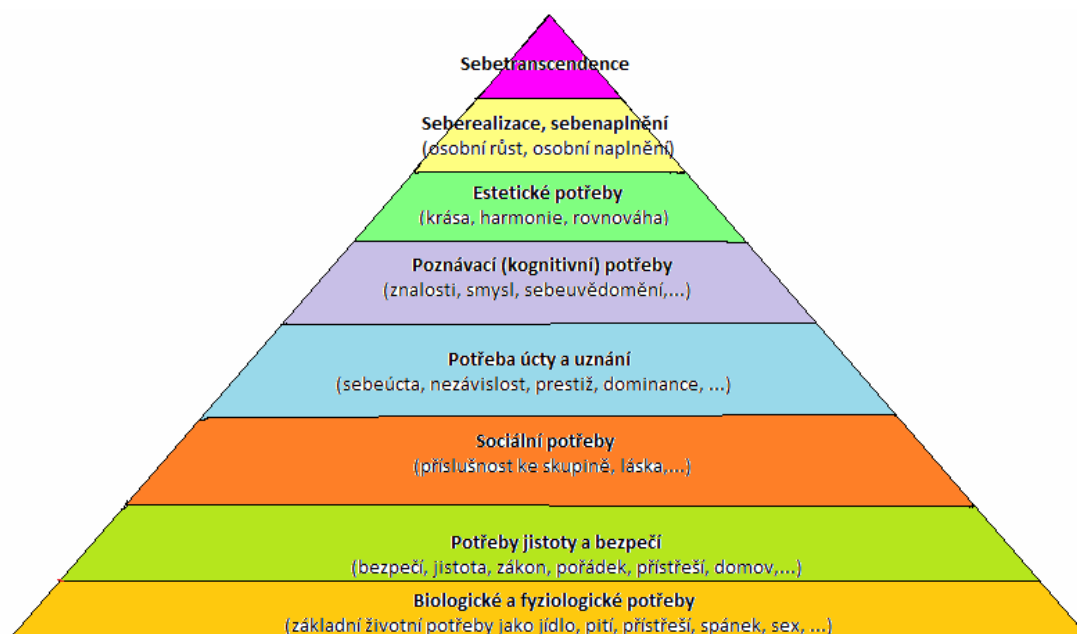 Sebetranscendence
Seberealizace, sebenaplnění
(osobní růst, osobní naplnění)
Estetické potřeby
(krása, harmonie, rovnováha)
Poznávací (kognitivní) potřeby
(znalosti, smysl, sebeuvědomění,...)
Potřeba úcty a uznání
(sebeúcta, nezávislost, prestiž, dominance, ...)
Sociální potřeby
(příslušnost ke skupině, láska,...)
Potřeby jistoty a bezpečí
(bezpečí, jistota, zákon, pořádek, přístřeší, domov,...)
Biologické a fyziologické potřeby
(základní životní potřeby jako jídlo, pití, přístřeší, spánek, sex, ...)